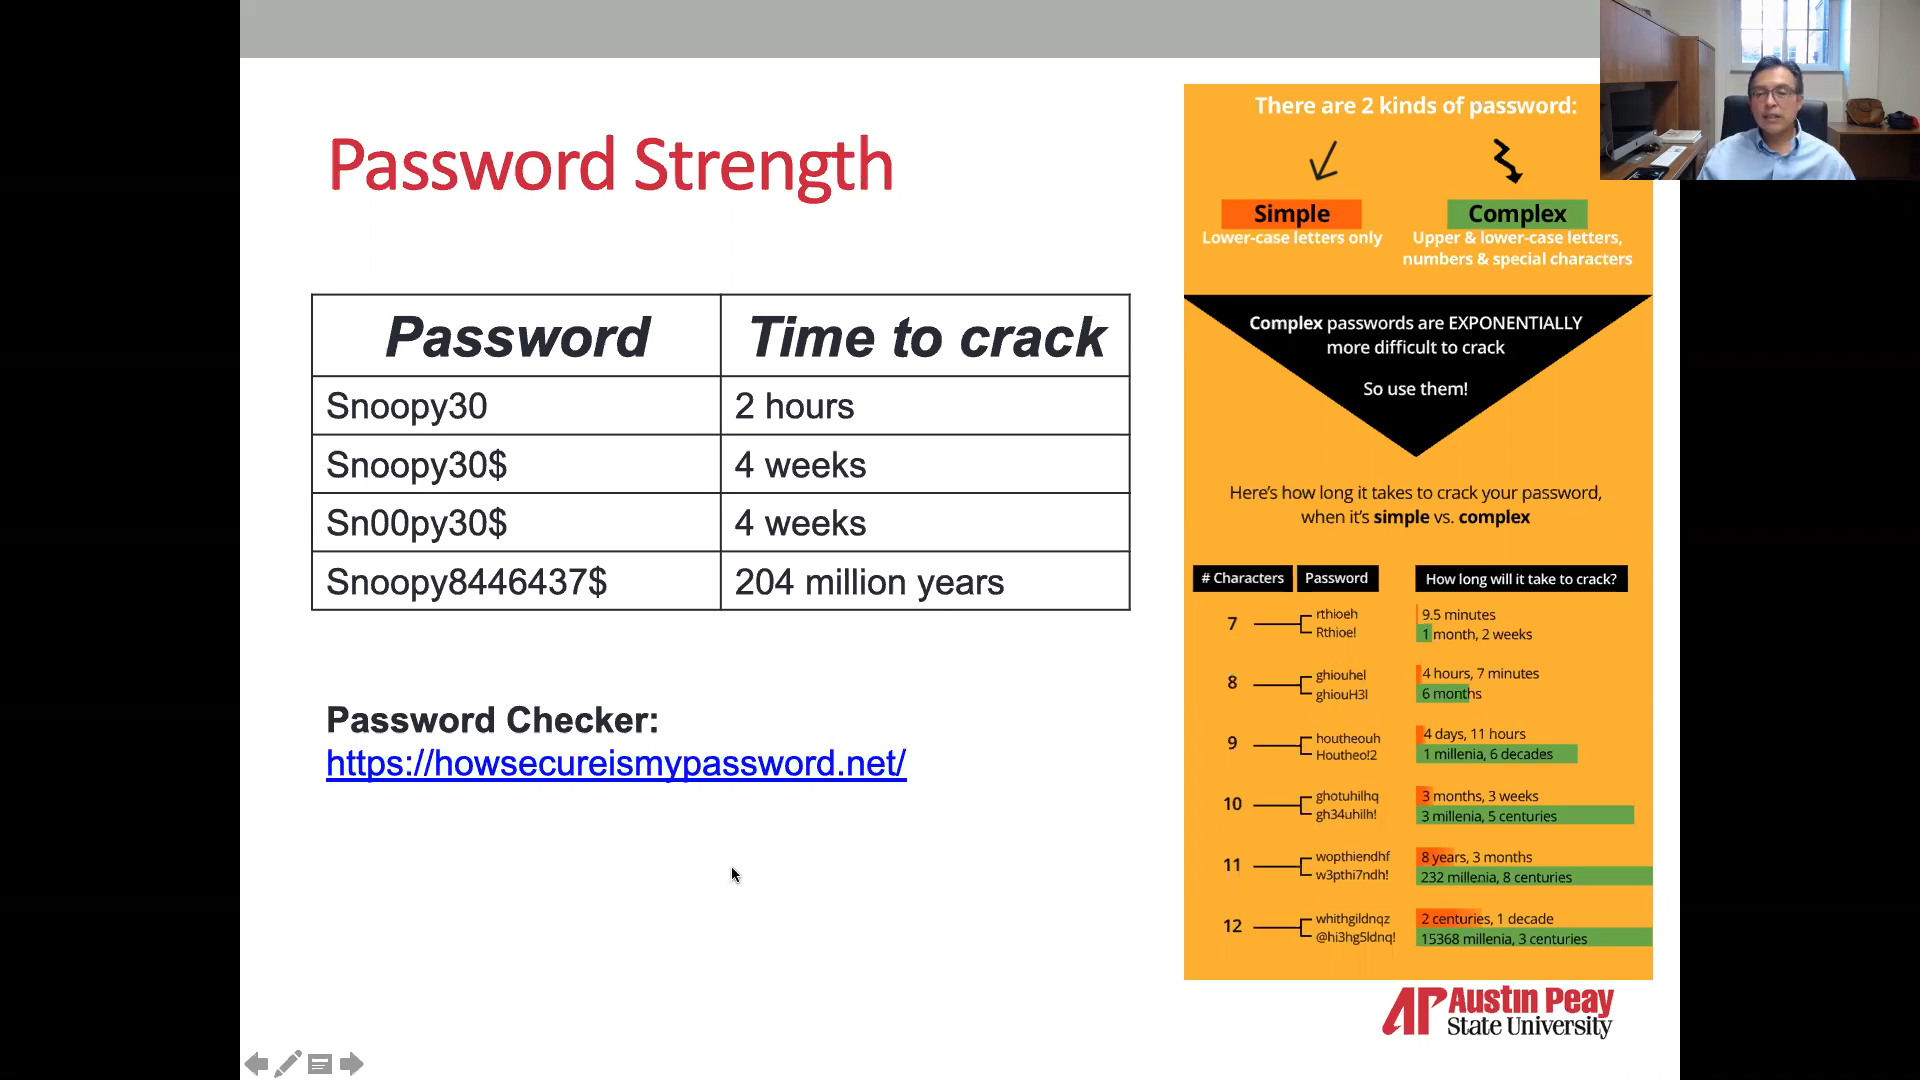 Password Strength
Password Time to crack
Snoopy30 2 hours
Snoopy30$ 4 weeks
Sn00py30$ 4 weeks
Snoopy8446437$ 204 million years
Password Checker:
https://howsecureismypassword.net/
There are 2 kinds of password:
Simple Complex
Lower-case letters only Upper & lower-case letters,
numbers & special characters
Complex passwords are EXPONENTIALLY
more difficult to crack
So use them!
Here's how long it takes to crack your password,
when it's simple vs. complex
# Characters Password How long will it take to crack?
7 rthioeh 9.5 minutes
Rthioe! 1 month, 2 weeks
8 ghiouhel 4 hours, 7 minutes
ghiouH3l 6 months
9 houtheouh 4 days, 11 hours
Houtheo!2 1 millenia, 6 decades
10 ghotuhilhq 3 months, 3 weeks
gh34uhilh! 3 millenia, 5 centuries
11 wopthiendhf 8 years, 3 months
w3pthi7ndh! 232 millenia, 8 centuries
12 whithgildnqz 2 centuries, 1 decade
@hi3hg5ldnq! 15368 millenia, 3 centuries
AP Austin Peay
State University